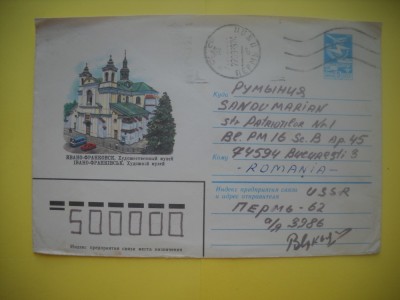 Куда Румыния
SANDU MARIAN
str Patriotilor Nr.1
Bl. PM 16 Sc B Ap. 45
Кому 74594 Bucureşti 3
- ROMANIA -
ИВАНО-ФРАНКОВСК. Художественный музей
ІВАНО-ФРАНКІВСЬК. Художній музей
Индекс предприятия связи и адрес отправителя USSR
Пермь-62
а/я 3986
Индекс предприятия связи места назначения